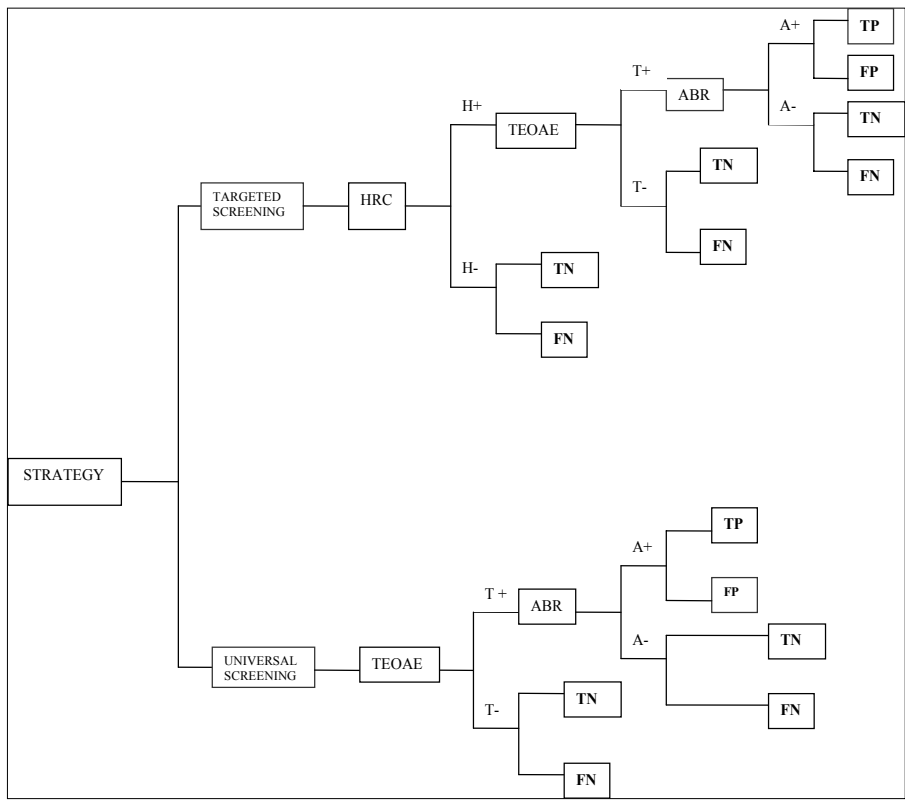 A+
TP
T+
FP
ABR
H+
A-
TN
TEOAE
TN
FN
T-
TARGETED
SCREENING
HRC
FN
H-
TN
FN
STRATEGY
TP
A+
T +
ABR
FP
A-
TN
UNIVERSAL
SCREENING
TEOAE
TN
T-
FN
FN